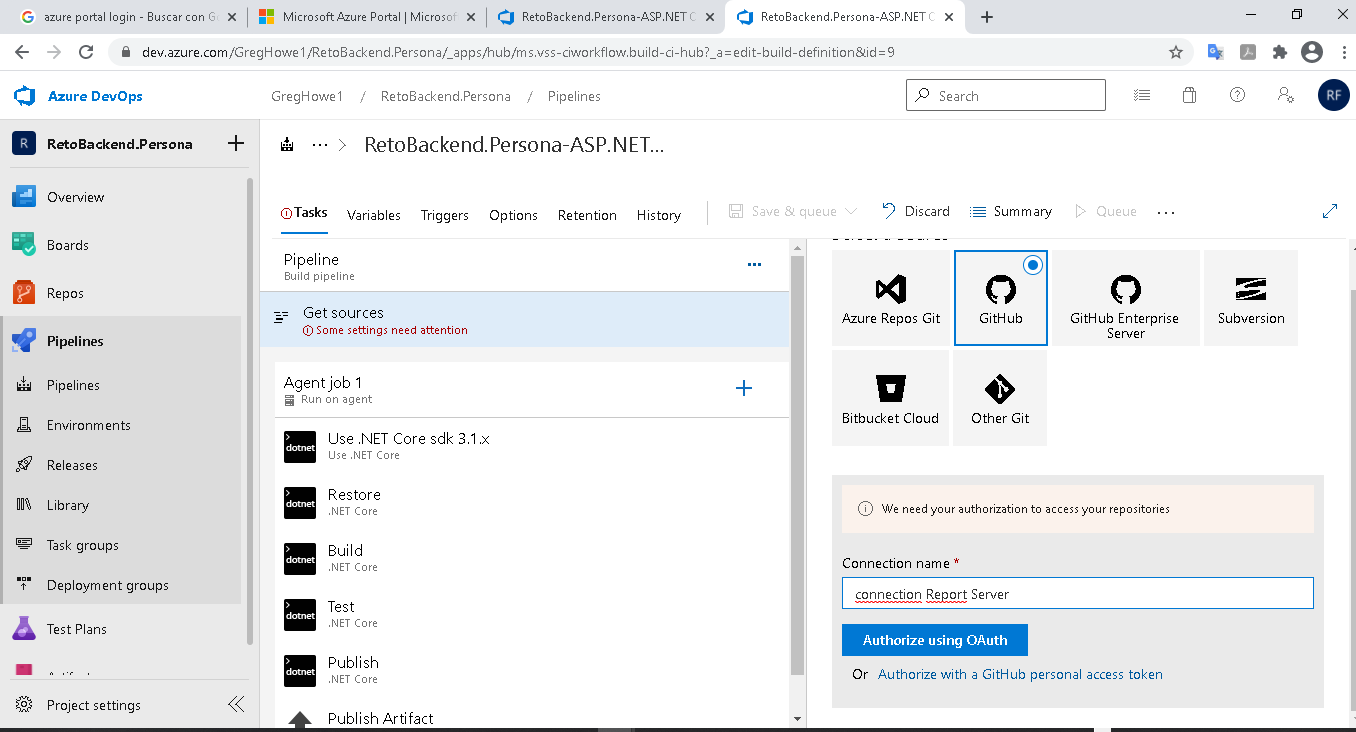 azure portal login - Buscar con G
Microsoft Azure Portal | Microsof
RetoBackend.Persona-ASP.NET C
RetoBackend.Persona-ASP.NET C
dev.azure.com/GregHowe1/RetoBackend.Persona/_apps/hub/ms.vss-ciworkflow.build-ci-hub?_a=edit-build-definition&id=9
Azure DevOps
GregHowe1 / RetoBackend.Persona / Pipelines
Search
RF
R RetoBackend.Persona
Overview
Boards
Repos
Pipelines
Pipelines
Environments
Releases
Library
Task groups
Deployment groups
Test Plans
Project settings
... > RetoBackend.Persona-ASP.NET...
Tasks Variables Triggers Options Retention History
Save & queue Discard Summary Queue ...
Pipeline
Build pipeline
Get sources
Some settings need attention
Agent job 1
Run on agent
dotnet
Use .NET Core sdk 3.1.x
Use .NET Core
dotnet
Restore
.NET Core
dotnet
Build
.NET Core
dotnet
Test
.NET Core
dotnet
Publish
.NET Core
Publish Artifact
Azure Repos Git
GitHub
GitHub Enterprise
Server
Subversion
Bitbucket Cloud
Other Git
We need your authorization to access your repositories
Connection name *
connection Report Server
Authorize using OAuth
Or Authorize with a GitHub personal access token